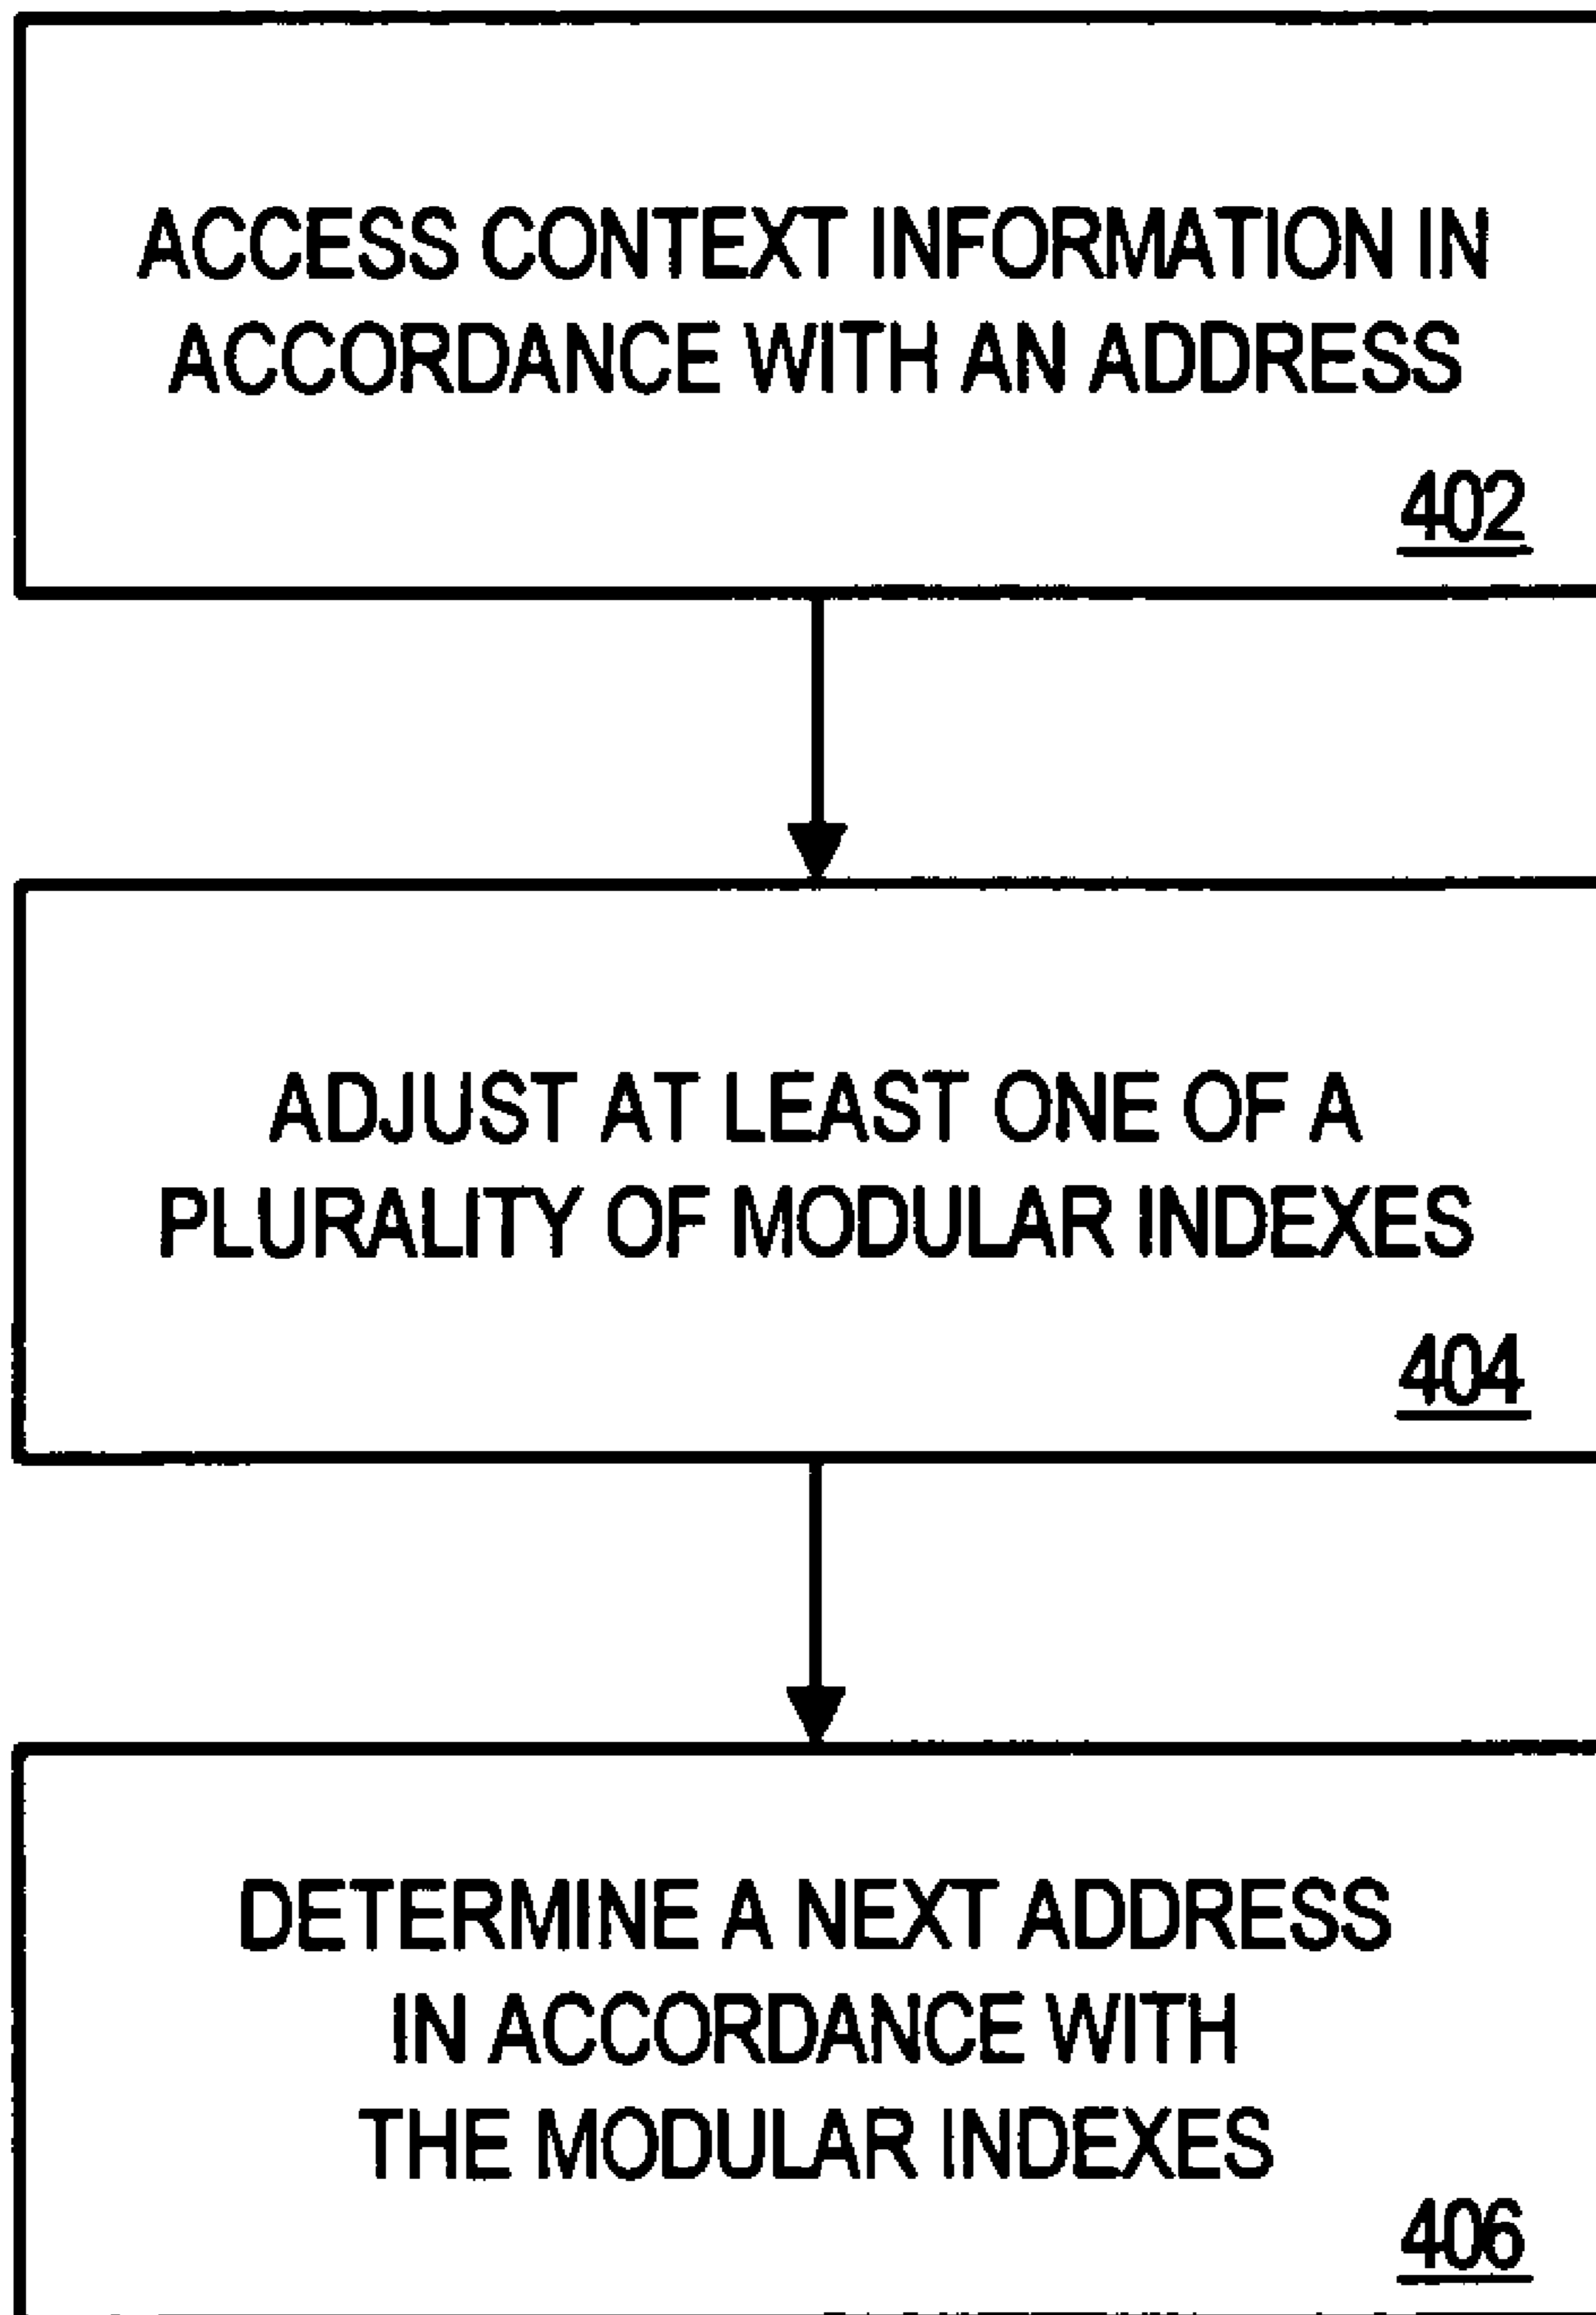 ACCESS CONTEXT INFORMATION IN
ACCORDANCE WITH AN ADDRESS
402
ADJUST AT LEAST ONE OF A
PLURALITY OF MODULAR INDEXES
404
DETERMINE A NEXT ADDRESS
IN ACCORDANCE WITH
THE MODULAR INDEXES
406